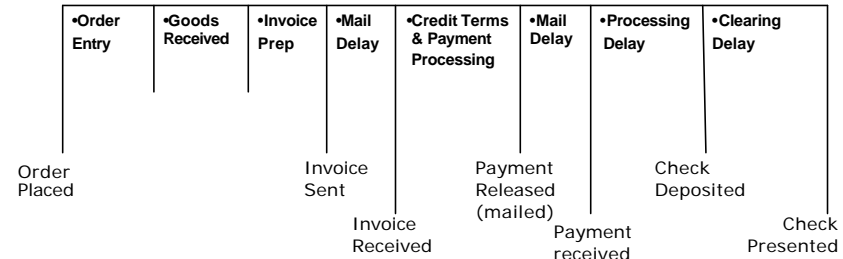 •Order
Entry
•Goods
Received
•Invoice
Prep
•Mail
Delay
•Credit Terms
& Payment
Processing
•Mail
Delay
•Processing
Delay
•Clearing
Delay
Order
Placed
Invoice
Sent
Invoice
Received
Payment
Released
(mailed)
Payment
received
Check
Deposited
Check
Presented